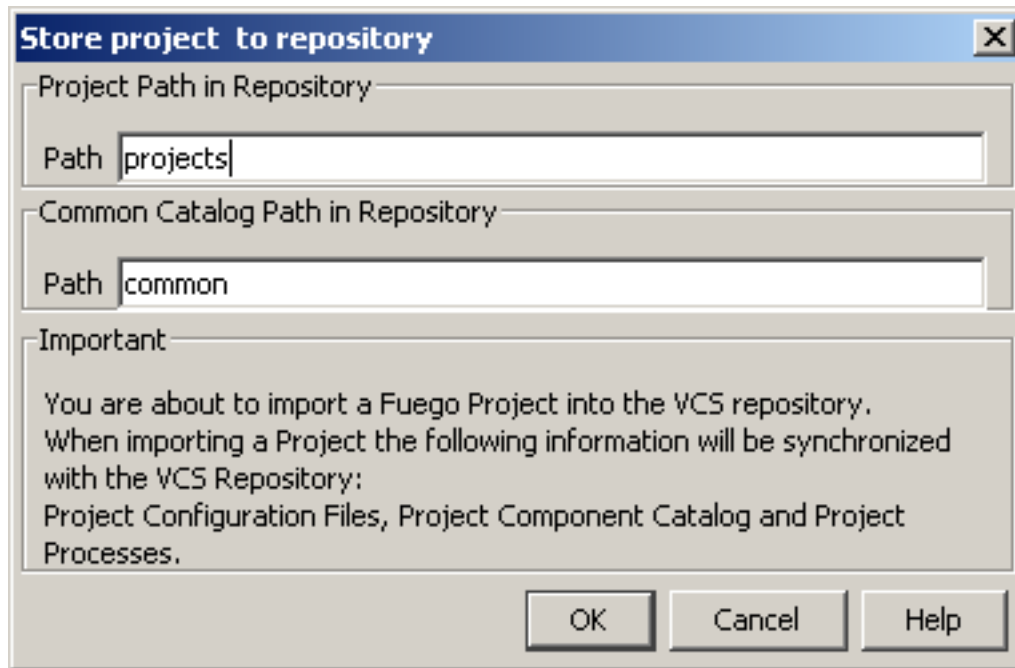 Store project  to repository
Project Path in Repository
Path projects
Common Catalog Path in Repository
Path common
Important
You are about to import a Fuego Project into the VCS repository.
When importing a Project the following information will be synchronized
with the VCS Repository:
Project Configuration Files, Project Component Catalog and Project
Processes.
OK Cancel Help